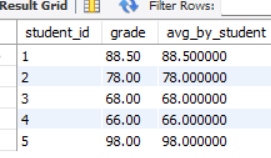 Result Grid Filter Rows:
student_id grade avg_by_student
1 88.50 88.500000
2 78.00 78.000000
3 68.00 68.000000
4 66.00 66.000000
5 98.00 98.000000